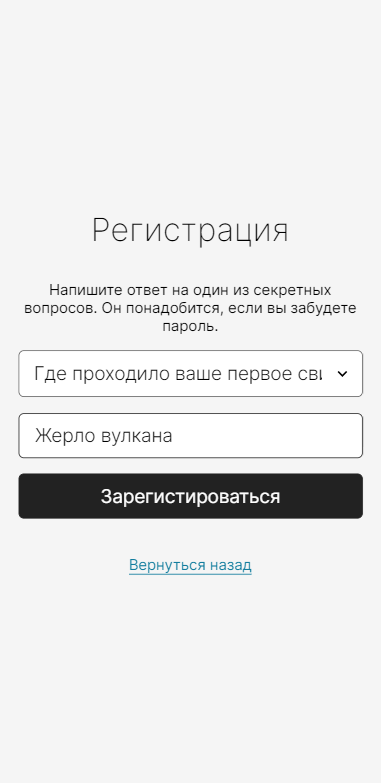 Регистрация
Напишите ответ на один из секретных
вопросов. Он понадобится, если вы забудете
пароль.
Где проходило ваше первое сви
Жерло вулкана
Зарегистироваться
Вернуться назад